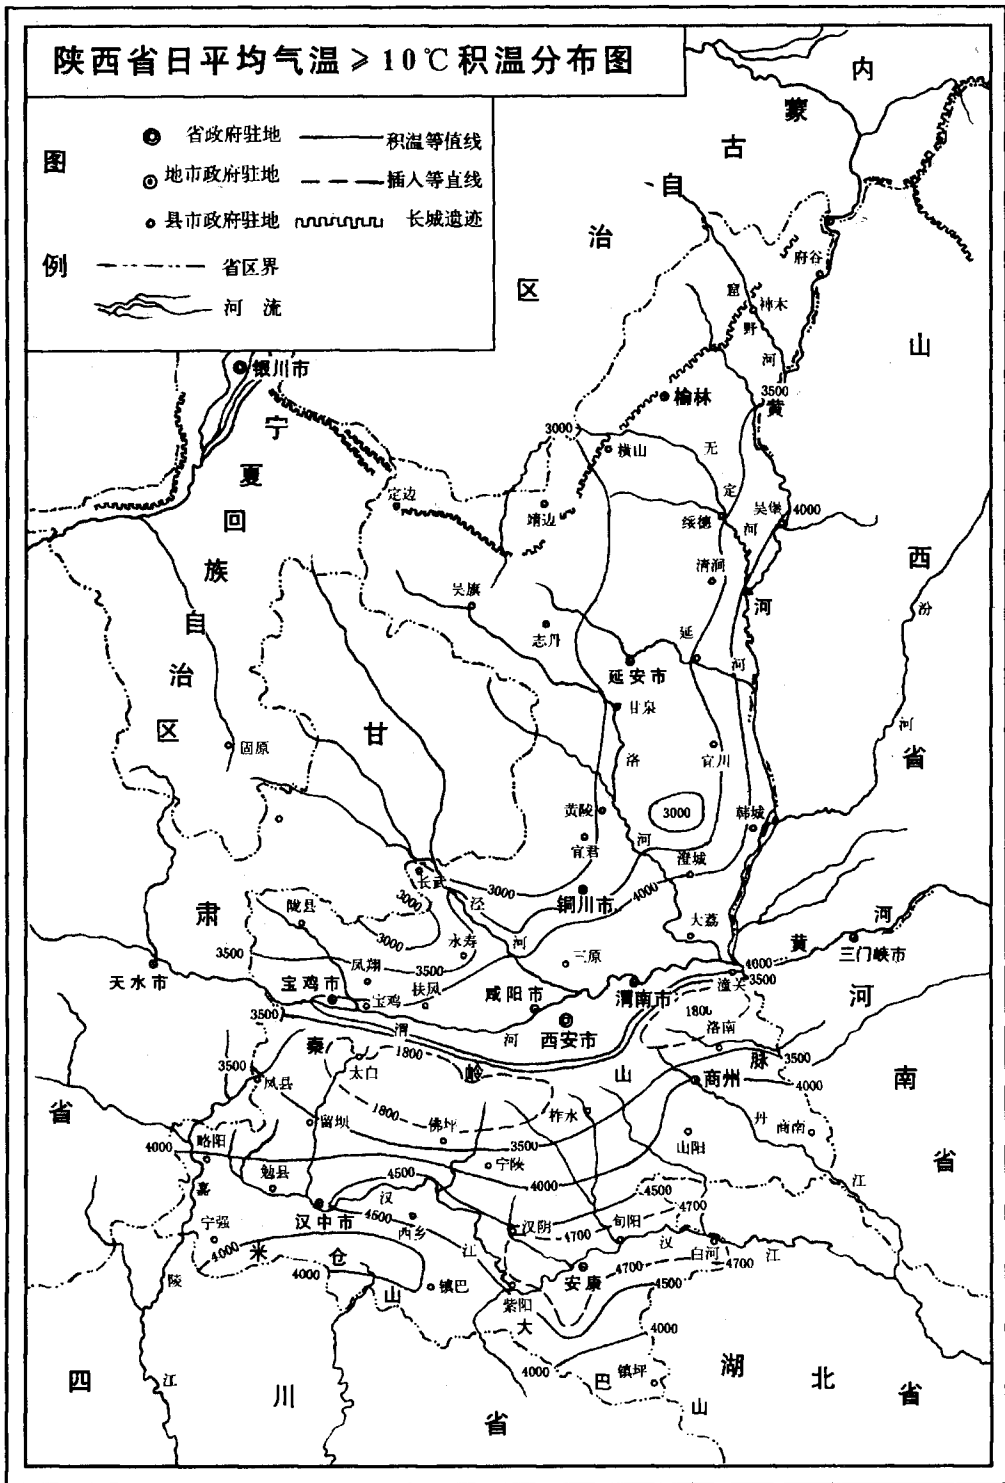 陕西省日平均气温≥10℃积温分布图
图例
省政府驻地
积温等值线
地市政府驻地
插入等直线
县市政府驻地
长城遗迹
省区界
河流
内蒙古自治区
府谷
神木
窟野河
山西省
银川市
榆林
3500
黄
宁夏回族自治区
3000
横山
无定河
定边
靖边
绥德
吴堡
4000
清涧
河
汾河
吴旗
志丹
延河
延安市
甘泉
甘肃省
固原
洛河
宜川
黄陵
3000
韩城
宜君
澄城
长武
3000
铜川市
4000
泾河
陇县
3000
3000
大荔
黄河
永寿
三原
三门峡市
3500
3500
4000
3500
天水市
凤翔
宝鸡市
宝鸡
扶风
咸阳市
渭南市
潼关
河南省
3500
渭河
西安市
1800
洛南
秦岭山脉
1800
太白
3500
3500
凤县
商州
4000
1800
留坝
佛坪
柞水
丹江
商南
略阳
4000
3500
山阳
宁陕
勉县
4500
4000
4500
嘉陵江
汉中市
汉江
4500
西乡
汉阴
4700
旬阳
4700
宁强
4000
米仓山
白河
汉江
4700
4700
4000
镇巴
安康
4500
紫阳
大巴山
4000
4000
镇坪
四川省
湖北省